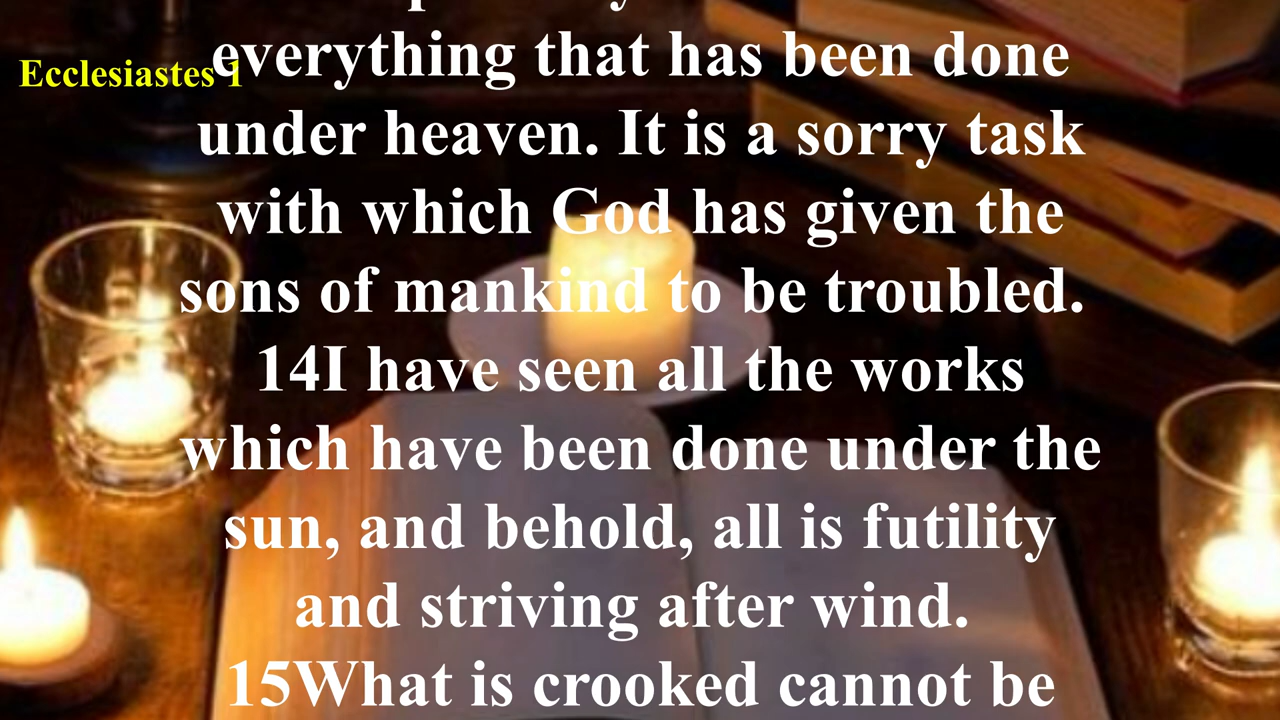 Ecclesiastes 1
everything that has been done
under heaven. It is a sorry task
with which God has given the
sons of mankind to be troubled.
14I have seen all the works
which have been done under the
sun, and behold, all is futility
and striving after wind.
15What is crooked cannot be